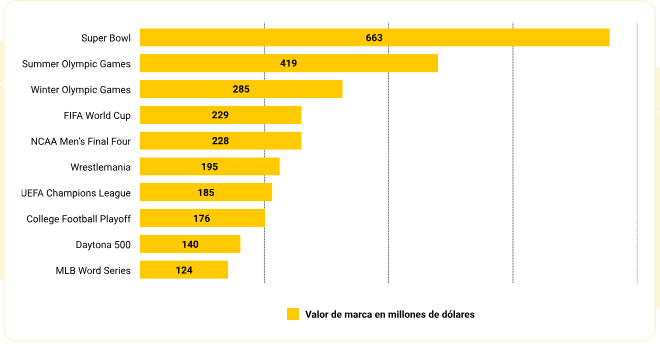 Super Bowl 663
Summer Olympic Games 419
Winter Olympic Games 285
FIFA World Cup 229
NCAA Men's Final Four 228
Wrestlemania 195
UEFA Champions League 185
College Football Playoff 176
Daytona 500 140
MLB Word Series 124
Valor de marca en millones de dólares